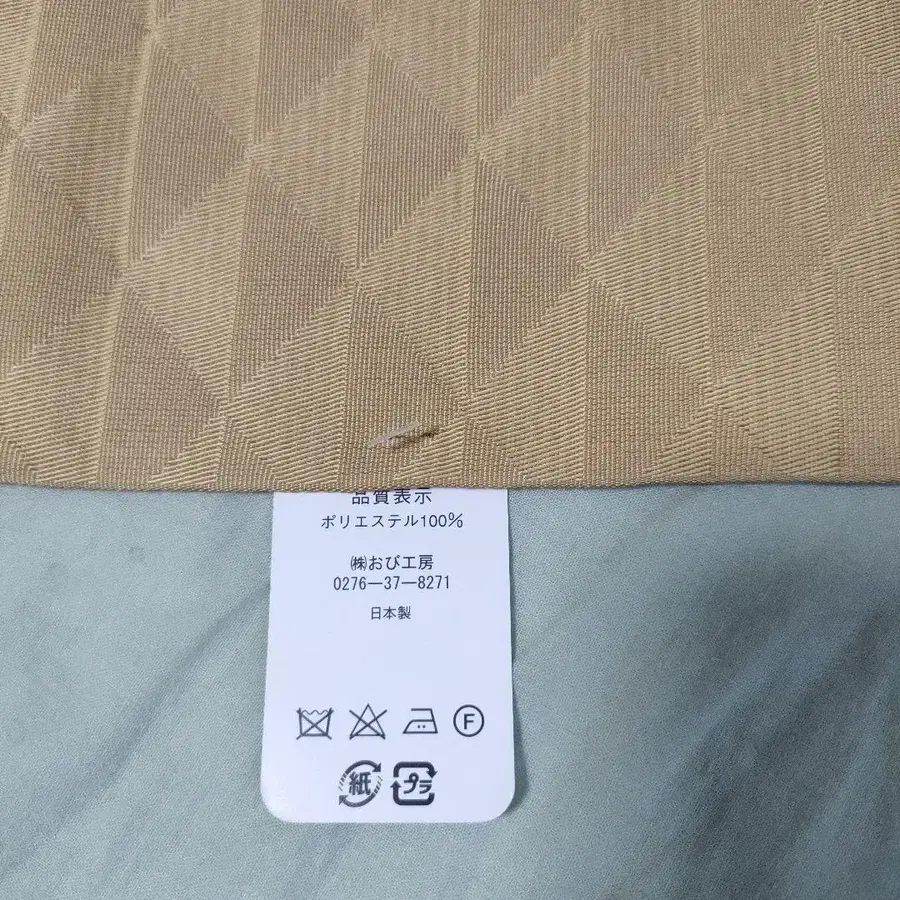 品質表示
ポリエステル100%
㈱おび工房
0276―37―8271
日本製
F
紙
プラ